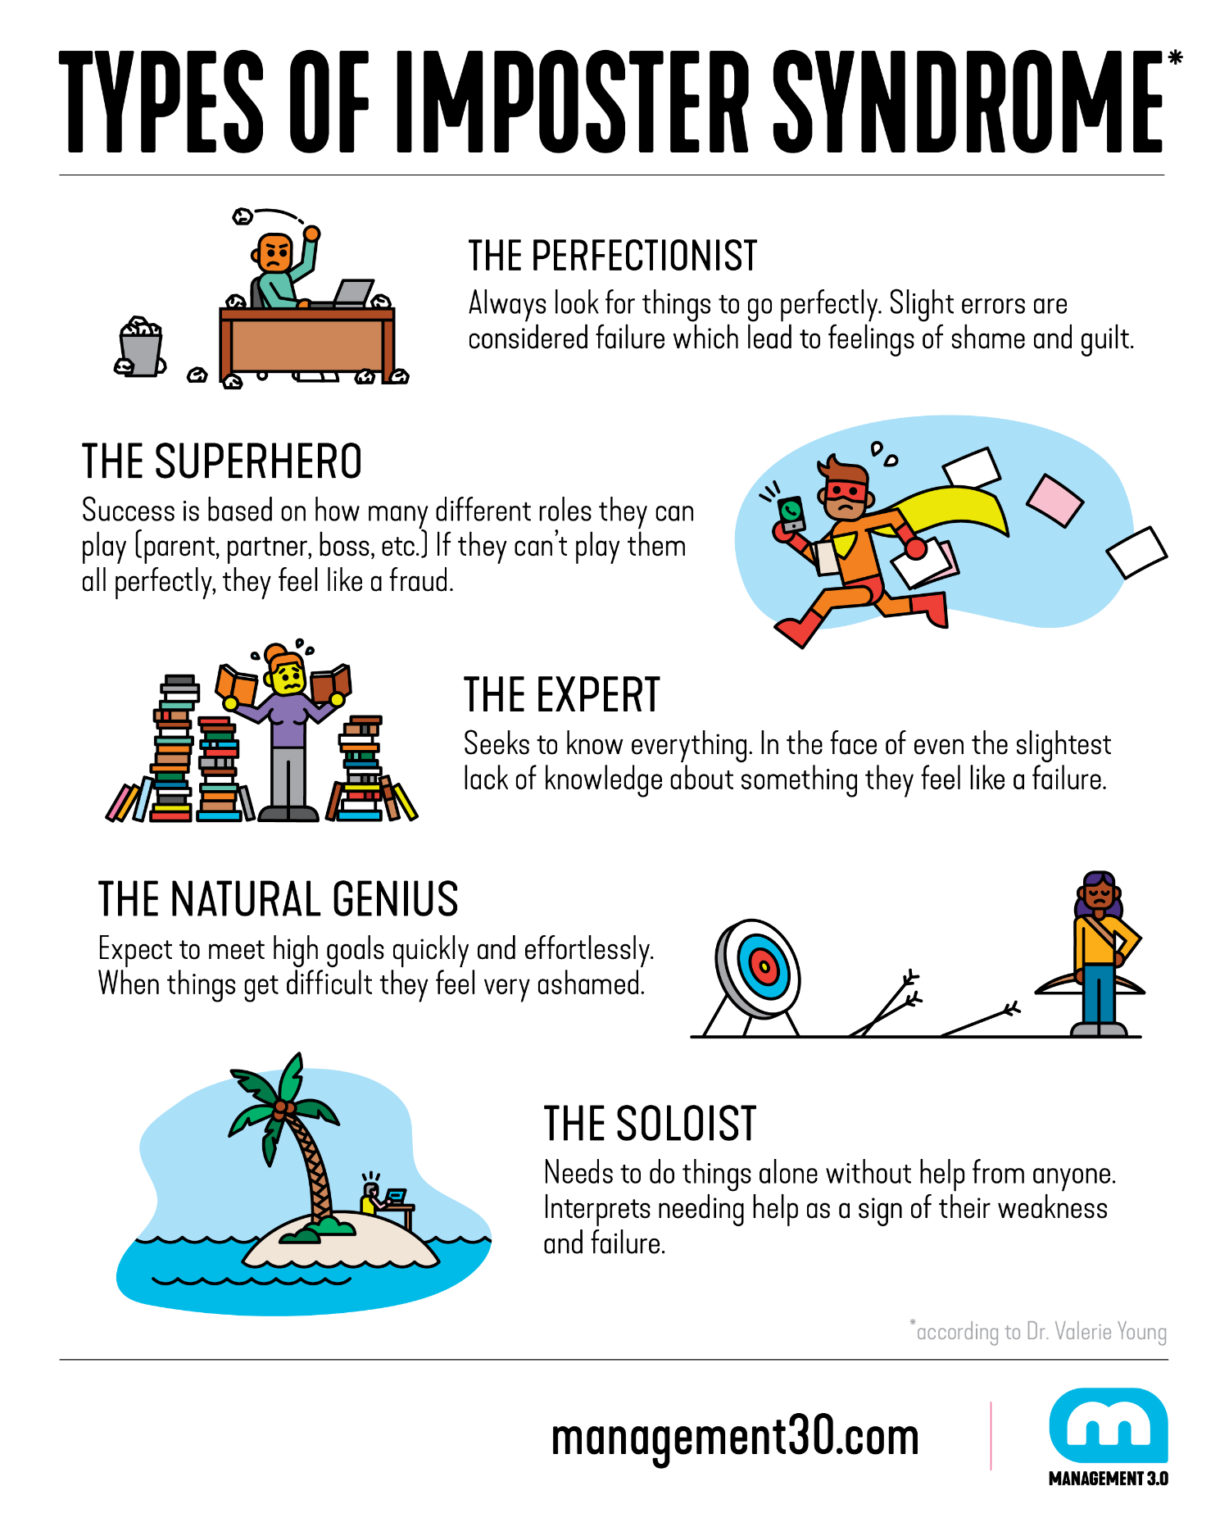 TYPES OF IMPOSTER SYNDROME*
THE PERFECTIONIST
Always look for things to go perfectly. Slight errors are
considered failure which lead to feelings of shame and guilt.
THE SUPERHERO
Success is based on how many different roles they can
play (parent, partner, boss, etc.) If they can't play them
all perfectly, they feel like a fraud.
THE EXPERT
Seeks to know everything. In the face of even the slightest
lack of knowledge about something they feel like a failure.
THE NATURAL GENIUS
Expect to meet high goals quickly and effortlessly.
When things get difficult they feel very ashamed.
THE SOLOIST
Needs to do things alone without help from anyone.
Interprets needing help as a sign of their weakness
and failure.
*according to Dr. Valerie Young
management30.com
m
MANAGEMENT 3.0